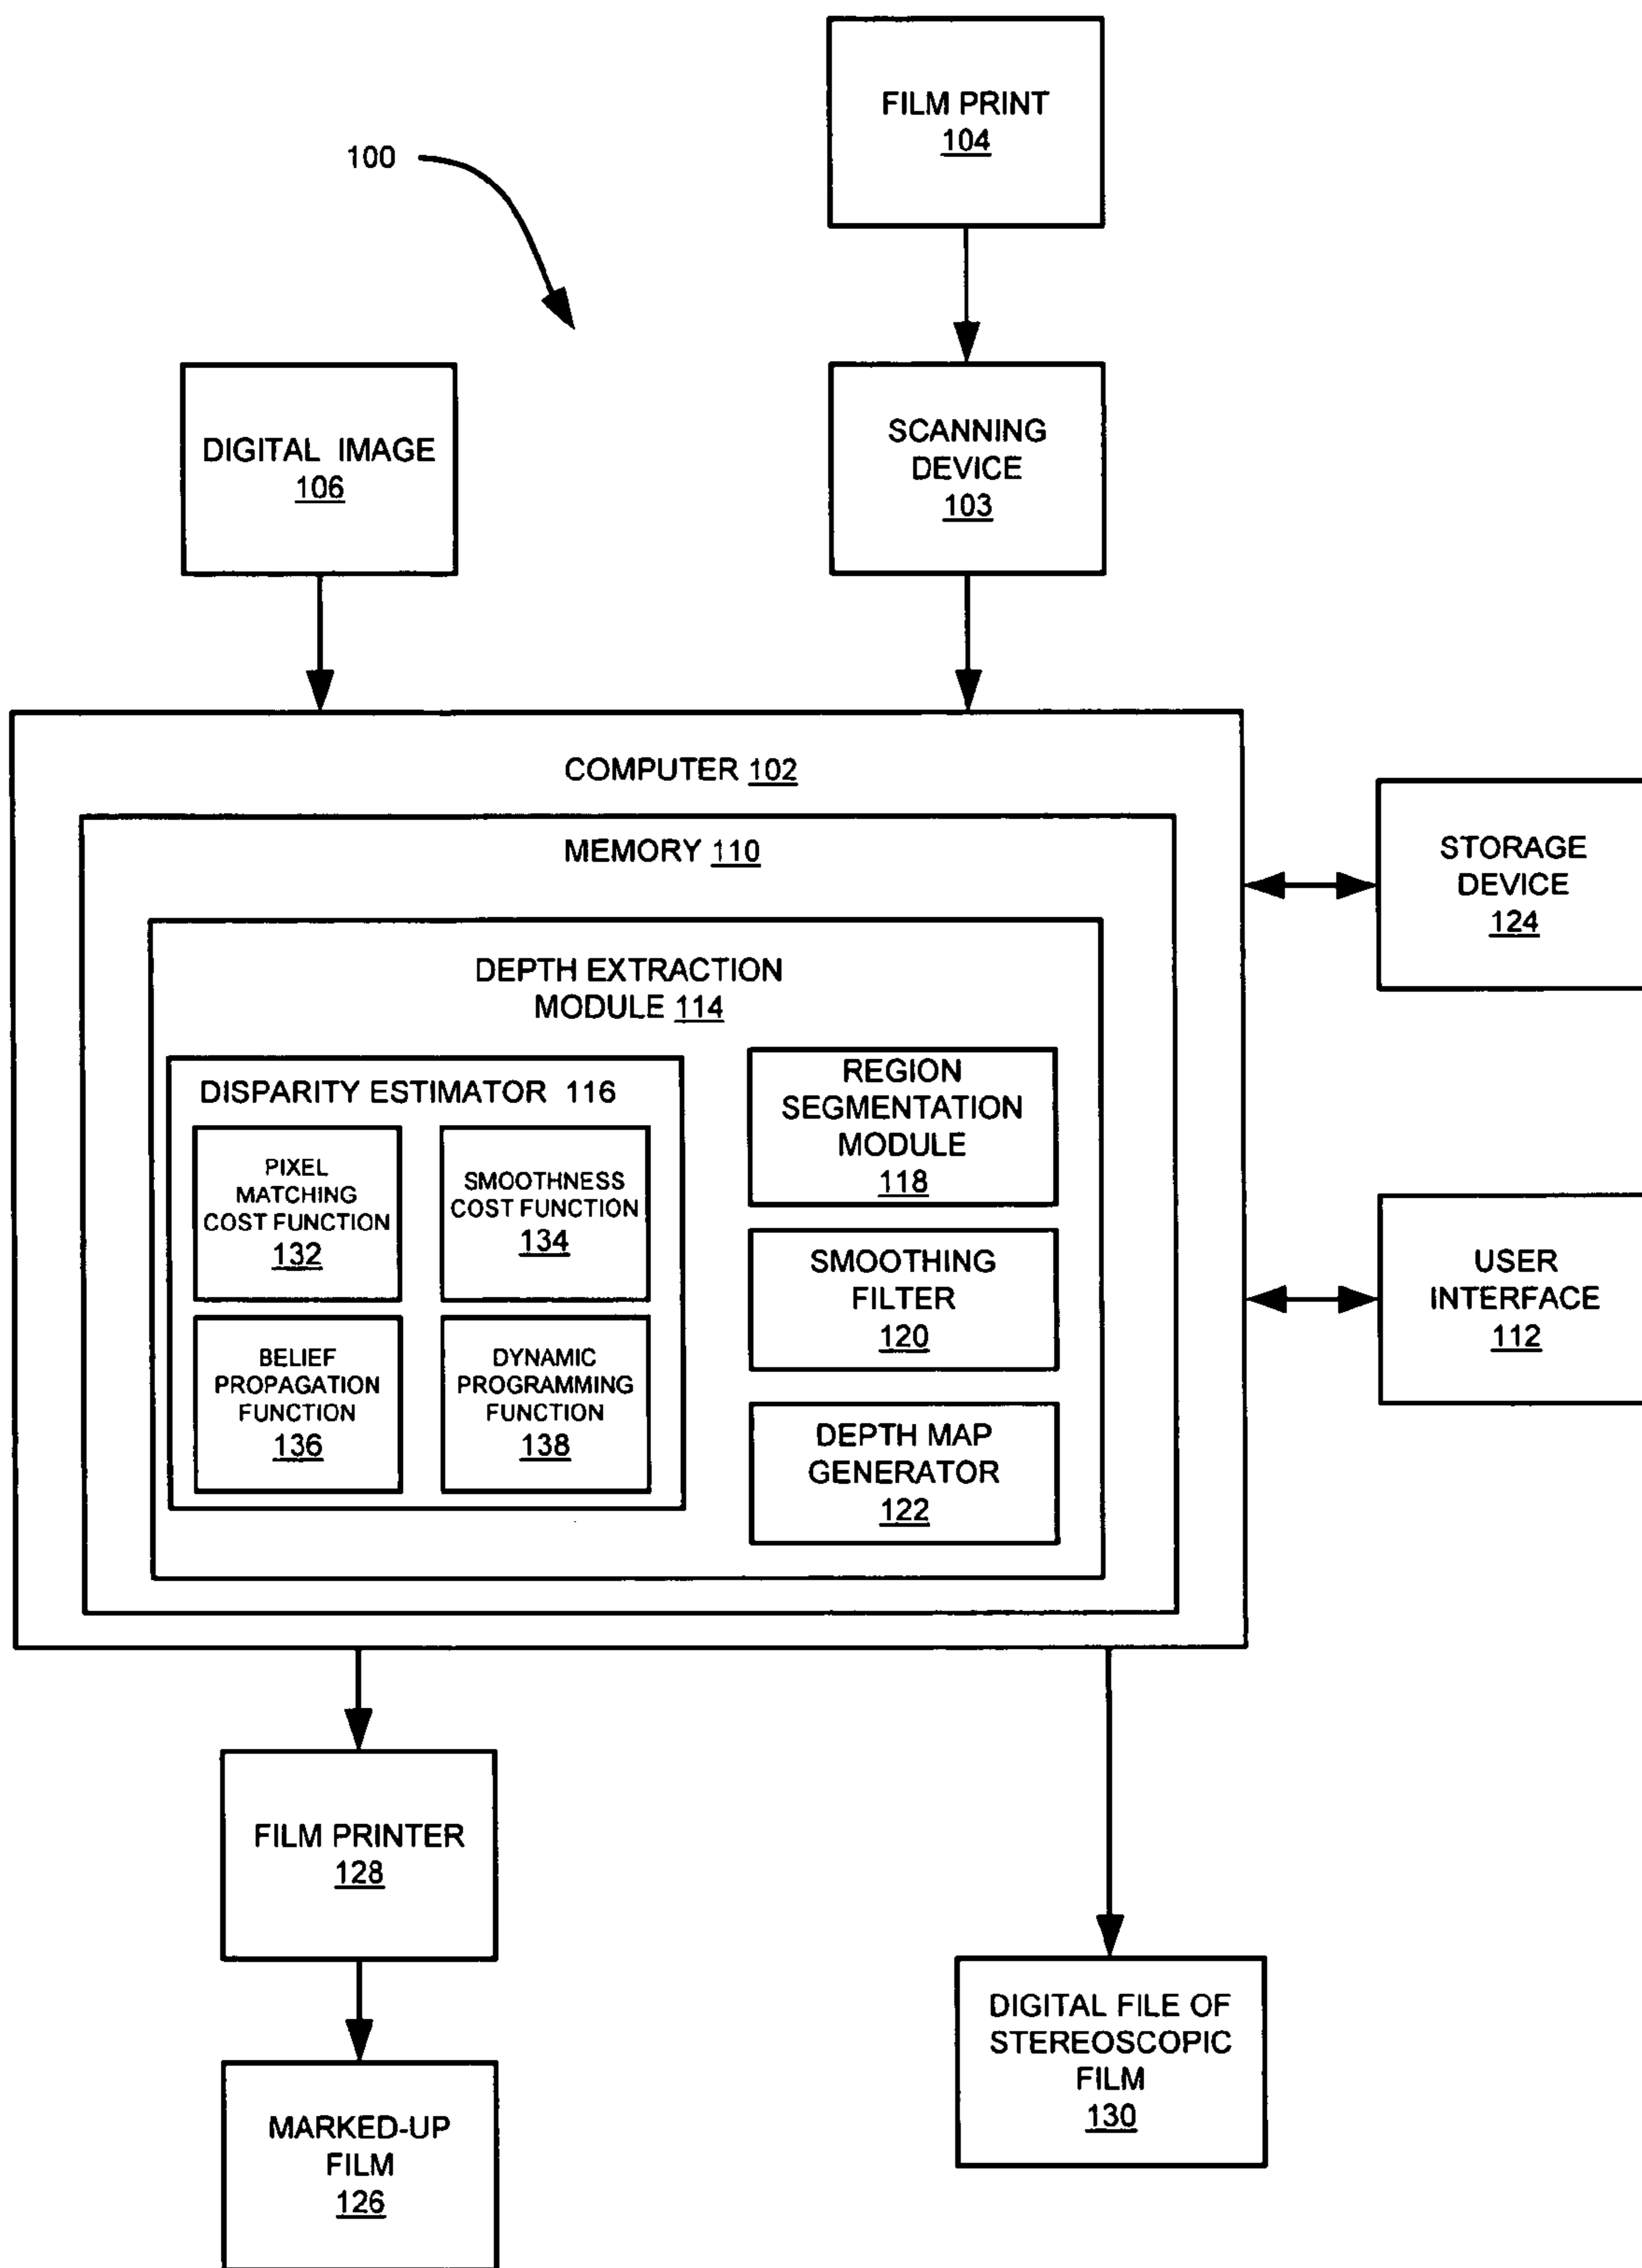 FILM PRINT
104
100
DIGITAL IMAGE
106
SCANNING
DEVICE
103
COMPUTER 102
MEMORY 110
DEPTH EXTRACTION
MODULE 114
DISPARITY ESTIMATOR 116
PIXEL
MATCHING
COST FUNCTION
132
SMOOTHNESS
COST FUNCTION
134
BELIEF
PROPAGATION
FUNCTION
136
DYNAMIC
PROGRAMMING
FUNCTION
138
REGION
SEGMENTATION
MODULE
118
SMOOTHING
FILTER
120
DEPTH MAP
GENERATOR
122
STORAGE
DEVICE
124
USER
INTERFACE
112
FILM PRINTER
128
MARKED-UP
FILM
126
DIGITAL FILE OF
STEREOSCOPIC
FILM
130